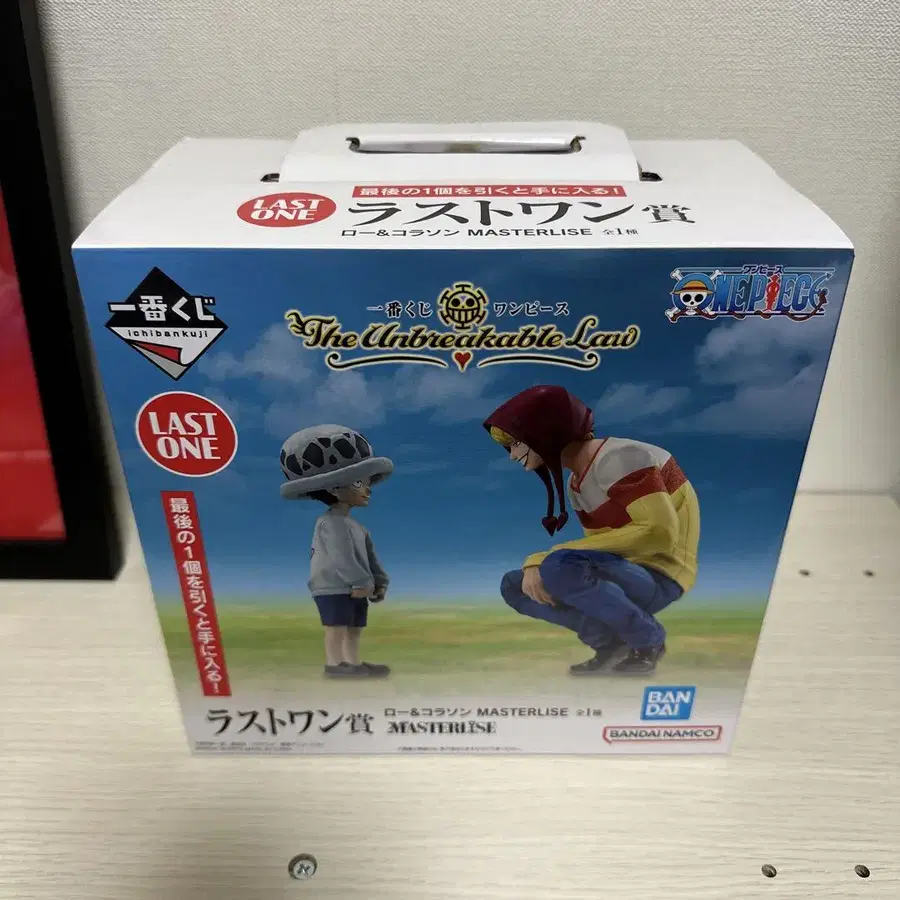 最後の1個を引くと手に入る!
LAST
ONE
ラストワン賞
ロー&コラソン MASTERLISE 全1種
一番くじ
ichibankuji
一番くじ ワンピース
The Unbreakable Law
ワンピース
ONE PIECE
LAST
ONE
最後の1個を引くと手に入る!
ラストワン賞
ロー&コラソン MASTERLISE 全1種
MASTERLISE
BAN
DAI
BANDAI NAMCO